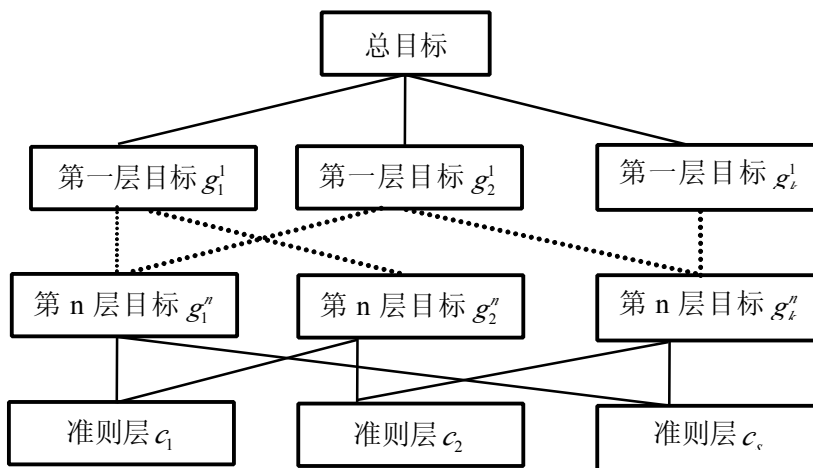 总目标
第一层目标 g₁¹
第一层目标 g₂¹
第一层目标 gₖ¹
第 n 层目标 g₁ⁿ
第 n 层目标 g₂ⁿ
第 n 层目标 gₖⁿ
准则层 c₁
准则层 c₂
准则层 cₛ